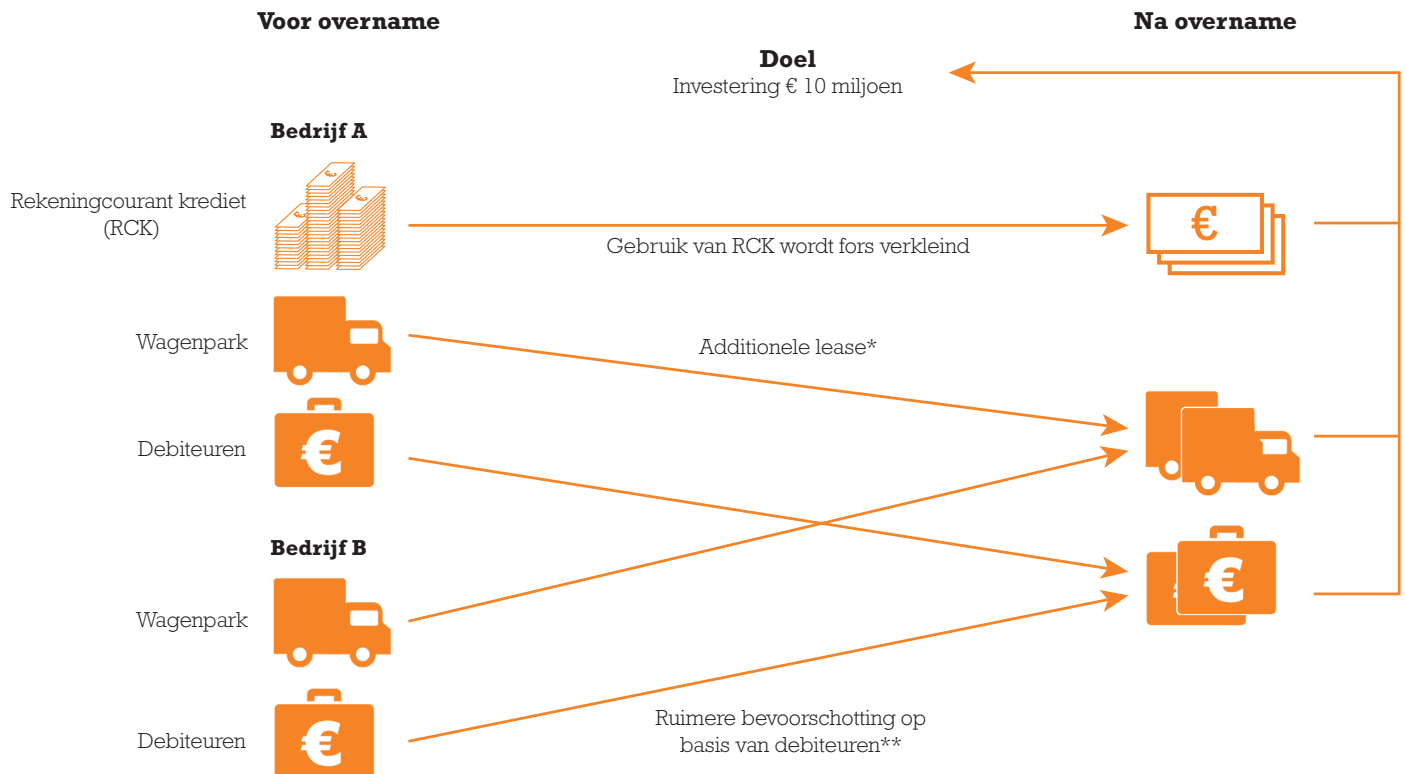 Voor overname
Na overname
Doel
Investering € 10 miljoen
Bedrijf A
Rekeningcourant krediet
(RCK)
€
€
€
€
Gebruik van RCK wordt fors verkleind
Wagenpark
Additionele lease*
Debiteuren
€
Bedrijf B
€
Wagenpark
Debiteuren
€
Ruimere bevoorschotting op
basis van debiteuren**